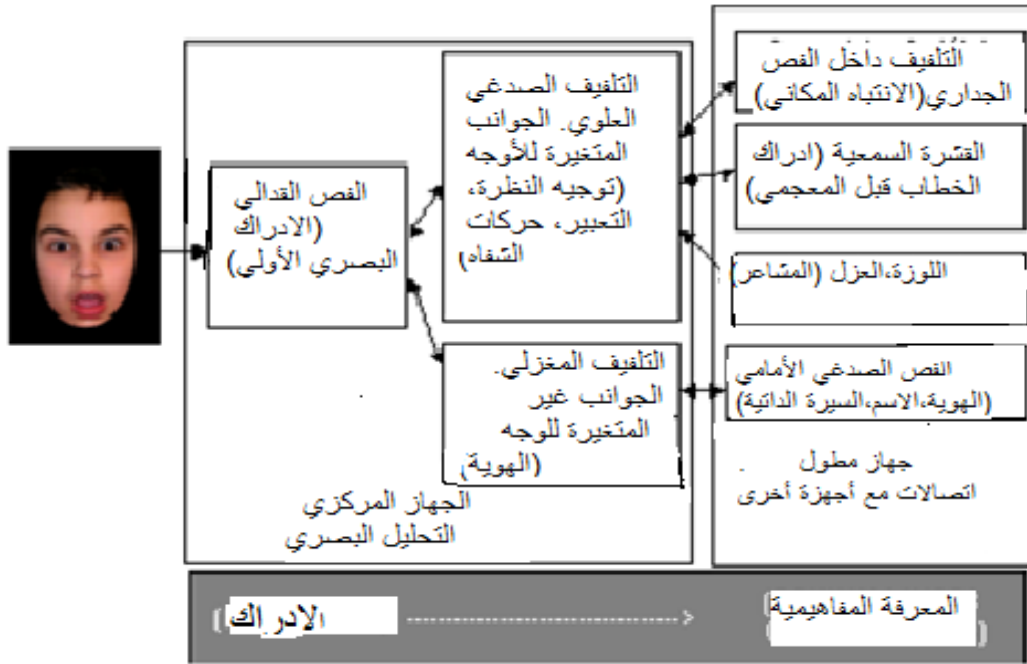 الفص القدالي
(الادراك
البصري الأولي)
التلفيف الصدغي
العلوي. الجوانب
المتغيرة للأوجه
(توجيه النظرة،
التعبير، حركات
الشفاه)
التلفيف المغزلي.
الجوانب غير
المتغيرة للوجه
(الهوية)
الجهاز المركزي
التحليل البصري
التلفيف داخل الفص
الجداري(الانتباه المكاني)
القشرة السمعية (ادراك
الخطاب قبل المعجمي)
اللوزة،العزل (المشاعر)
الفص الصدغي الأمامي
(الهوية،الاسم،السيرة الداتية)
جهاز مطول
اتصالات مع أجهزة أخرى
الادراك
المعرفة المفاهيمية